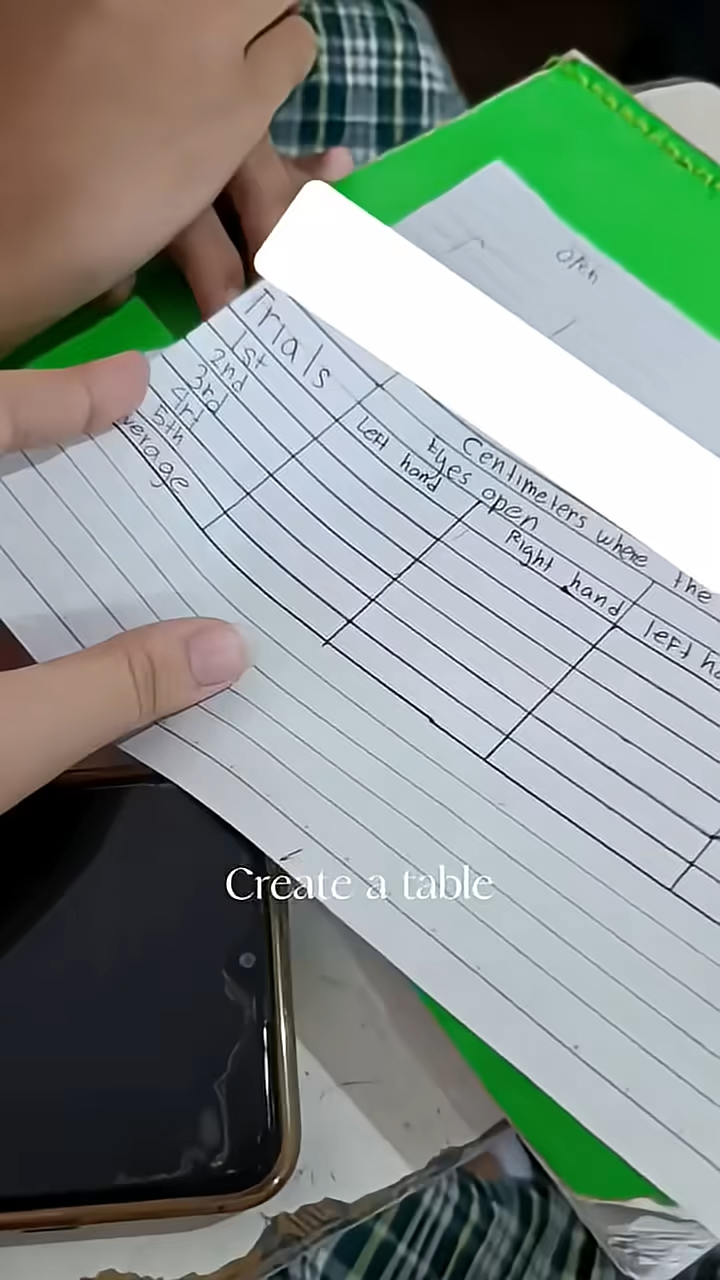 open
Trials
Centimeters where the
Eyes open
Left hand
Right hand
left ha
1st
2nd
3rd
4rt
5th
verage
Create a table